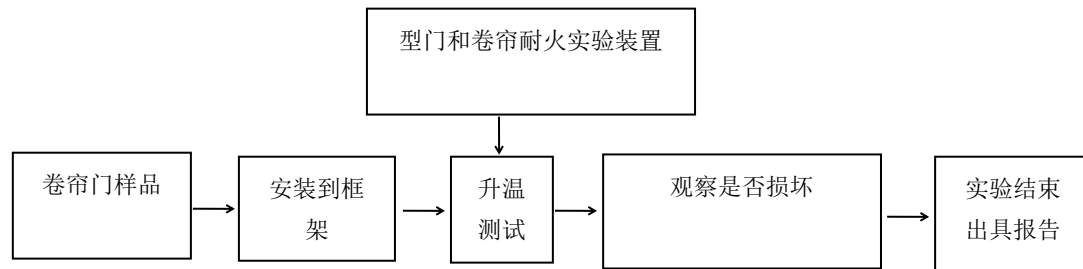 型门和卷帘耐火实验装置
卷帘门样品
安装到框
架
升温
测试
观察是否损坏
实验结束
出具报告